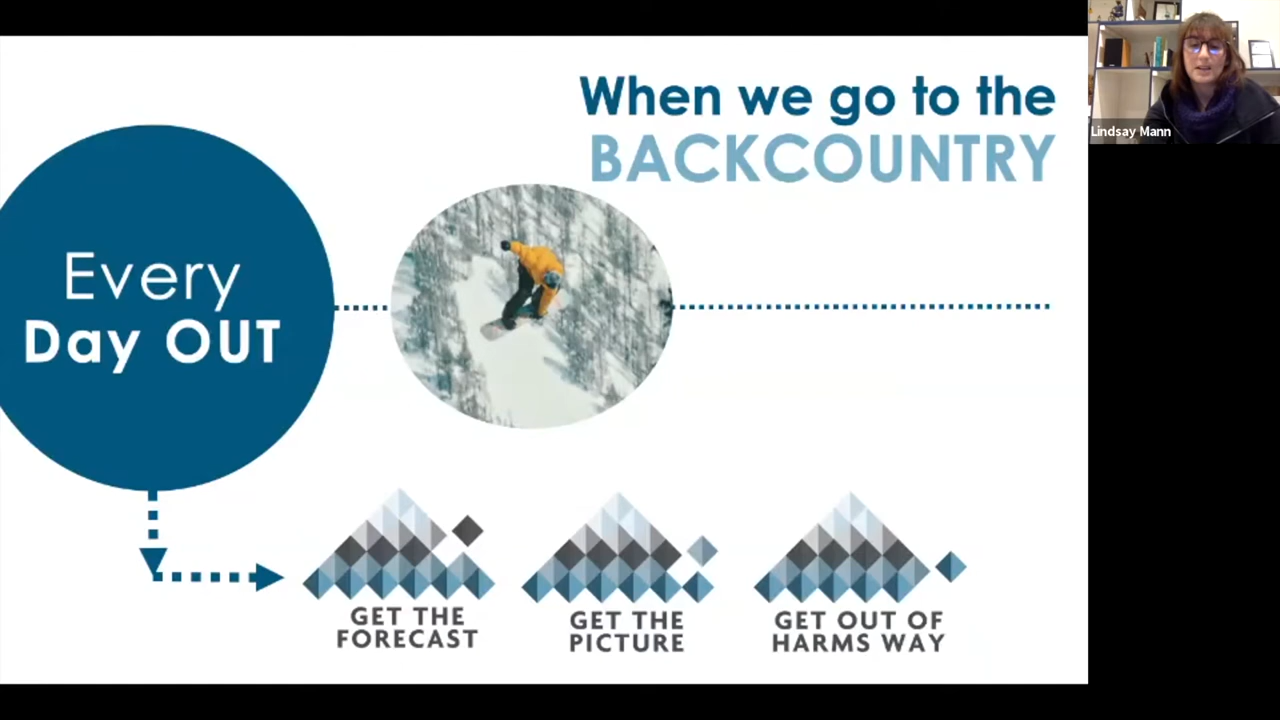 When we go to the
BACKCOUNTRY
Lindsay Mann
Every
Day OUT
GET THE
FORECAST
GET THE
PICTURE
GET OUT OF
HARMS WAY